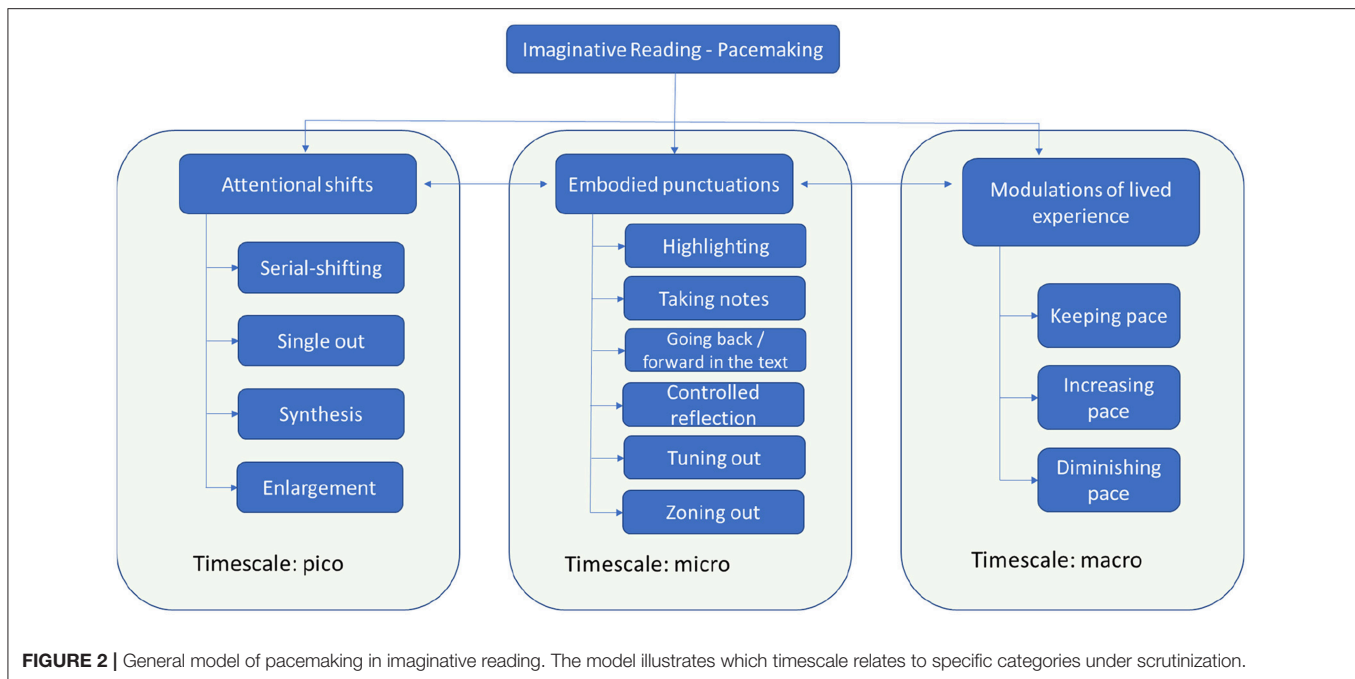 Imaginative Reading - Pacemaking
Attentional shifts
Serial-shifting
Single out
Synthesis
Enlargement
Timescale: pico
Embodied punctuations
Highlighting
Taking notes
Going back /
forward in the text
Controlled
reflection
Tuning out
Zoning out
Timescale: micro
Modulations of lived
experience
Keeping pace
Increasing
pace
Diminishing
pace
Timescale: macro
FIGURE 2 | General model of pacemaking in imaginative reading. The model illustrates which timescale relates to specific categories under scrutinization.